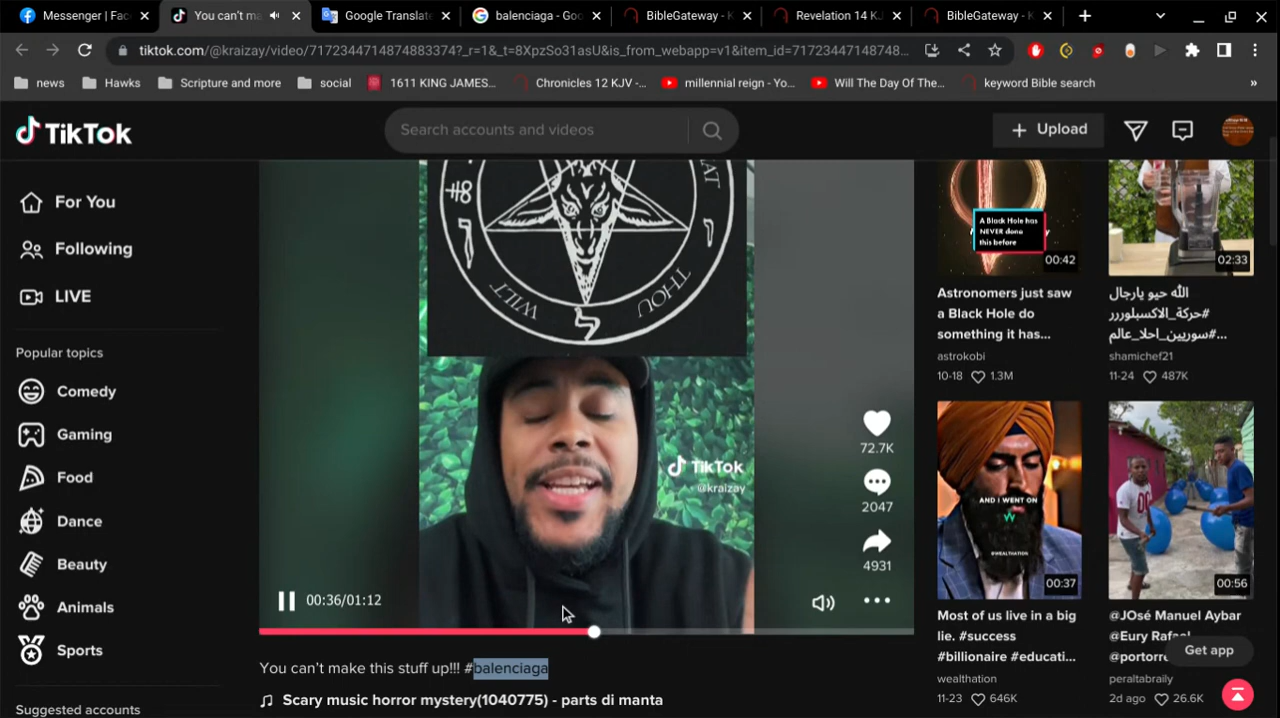 Messenger | Fac
You can't ma
Google Translate
balenciaga - Goo
BibleGateway - K
Revelation 14 KJ
BibleGateway - K
tiktok.com/@kraizay/video/7172344714874883374?_r=1&_t=8XpzSo31asU&is_from_webapp=v1&item_id=71723447148748...
news
Hawks
Scripture and more
social
1611 KING JAMES...
Chronicles 12 KJV -...
millennial reign - Yo...
Will The Day Of The...
keyword Bible search
»
TikTok
Search accounts and videos
Upload
For You
Following
LIVE
Popular topics
Comedy
Gaming
Food
Dance
Beauty
Animals
Sports
Suggested accounts
#8
AT
WILT
THOU
TikTok
@kraizay
72.7K
2047
4931
00:36/01:12
You can't make this stuff up!!! #balenciaga
Scary music horror mystery(1040775) - parts di manta
A Black Hole has
NEVER done
this before
00:42
Astronomers just saw
a Black Hole do
something it has...
astrokobi
10-18 1.3M
02:33
الله حيو يارجال
#حركة_الاكسبلوررر
#سوريين_احلا_عالم...
shamichef21
11-24 487K
AND I WENT ON
@WEALTHATION
00:37
Most of us live in a big
lie. #success
#billionaire #educati...
wealthation
11-23 646K
00:56
@JOsé Manuel Aybar
@Eury Rafael
@portorre
peraltabraily
2d ago 26.6K
Get app